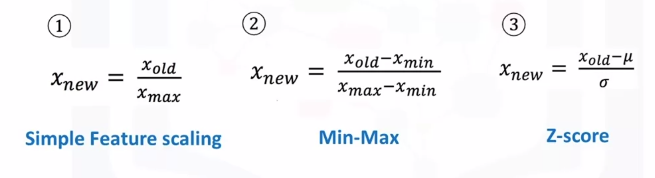 ① ② ③
x_new = x_old / x_max
x_new = x_old−x_min / x_max−x_min
x_new = x_old−μ / σ
Simple Feature scaling Min-Max Z-score